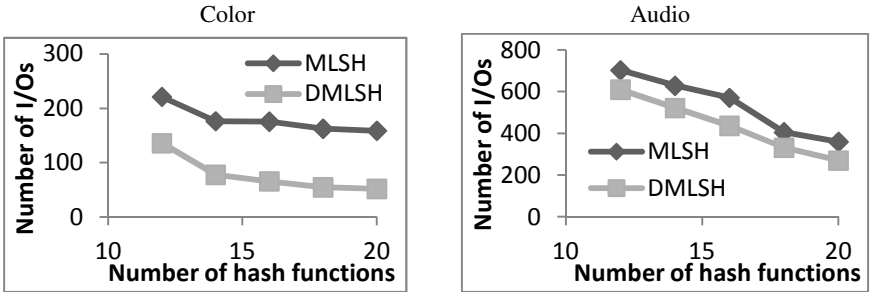 Color
Number of I/Os
300
200
100
0
10
15
20
MLSH
DMLSH
Number of hash functions
Audio
Number of I/Os
800
600
400
200
0
10
15
20
MLSH
DMLSH
Number of hash functions